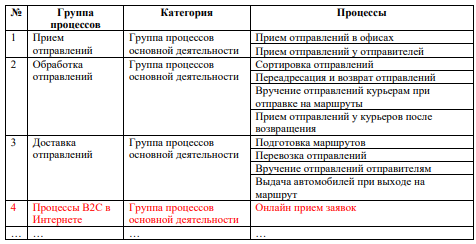 № Группа процессов Категория Процессы
1 Прием отправлений Группа процессов основной деятельности Прием отправлений в офисах
Прием отправлений у отправителей
2 Обработка отправлений Группа процессов основной деятельности Сортировка отправлений
Переадресация и возврат отправлений
Вручение отправлений курьерам при отправке на маршруты
Прием отправлений у курьеров после возвращения
3 Доставка отправлений Группа процессов основной деятельности Подготовка маршрутов
Перевозка отправлений
Вручение отправлений отправителям
Выдача автомобилей при выходе на маршрут
4 Процессы B2C в Интернете Группа процессов основной деятельности Онлайн прием заявок
… … … …